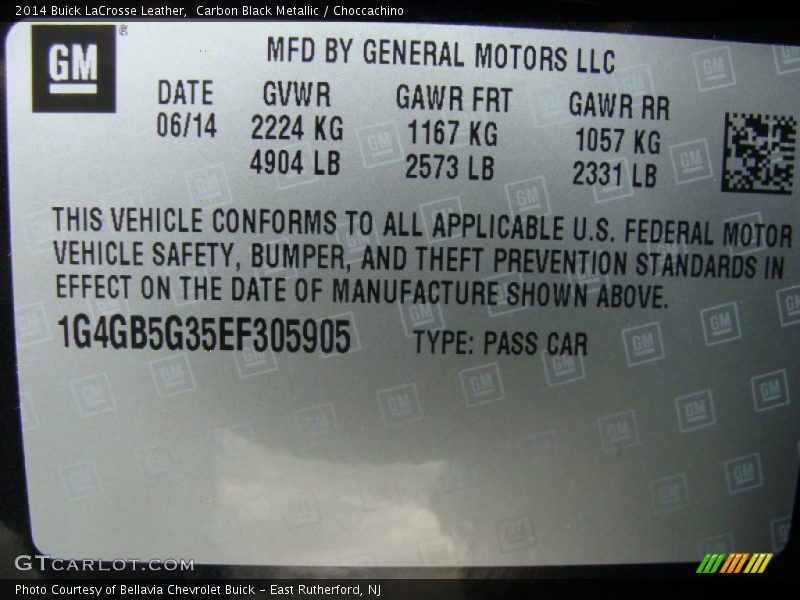 2014 Buick LaCrosse Leather,  Carbon Black Metallic / Choccachino
GM
MFD BY GENERAL MOTORS LLC
DATE GVWR GAWR FRT GAWR RR
06/14 2224 KG 1167 KG 1057 KG
4904 LB 2573 LB 2331 LB
THIS VEHICLE CONFORMS TO ALL APPLICABLE U.S. FEDERAL MOTOR
VEHICLE SAFETY, BUMPER, AND THEFT PREVENTION STANDARDS IN
EFFECT ON THE DATE OF MANUFACTURE SHOWN ABOVE.
1G4GB5G35EF305905 TYPE: PASS CAR
GTCARLOT.COM
Photo Courtesy of Bellavia Chevrolet Buick - East Rutherford, NJ